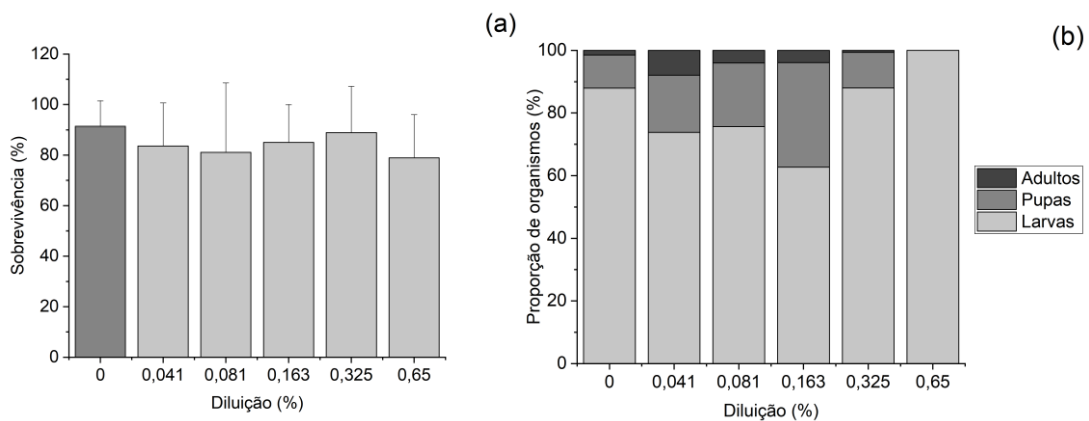 (a)
120
100
80
60
40
20
0
Sobrevivência (%)
0 0,041 0,081 0,163 0,325 0,65
Diluição (%)
(b)
100
80
60
40
20
0
Proporção de organismos (%)
0 0,041 0,081 0,163 0,325 0,65
Diluição (%)
Adultos
Pupas
Larvas